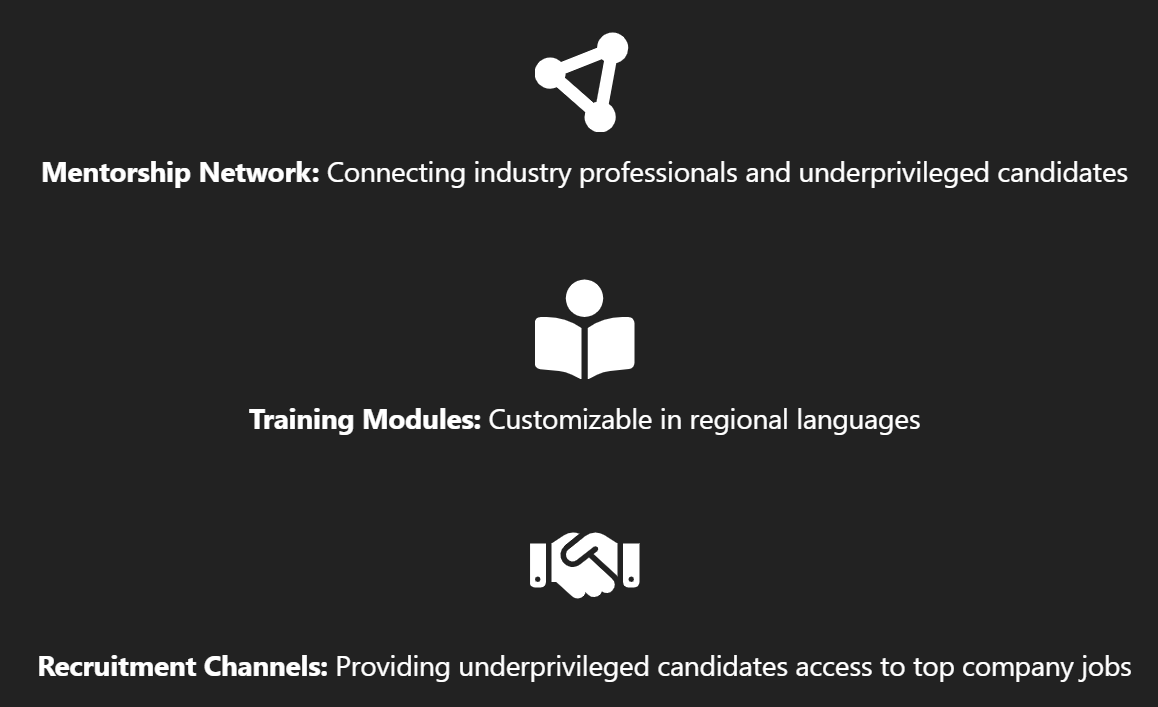 Mentorship Network: Connecting industry professionals and underprivileged candidates
Training Modules: Customizable in regional languages
Recruitment Channels: Providing underprivileged candidates access to top company jobs